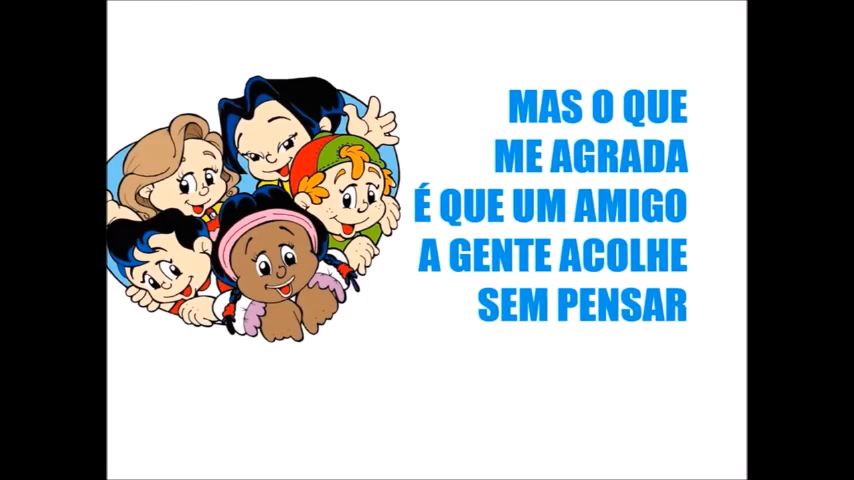 MAS O QUE
ME AGRADA
É QUE UM AMIGO
A GENTE ACOLHE
SEM PENSAR